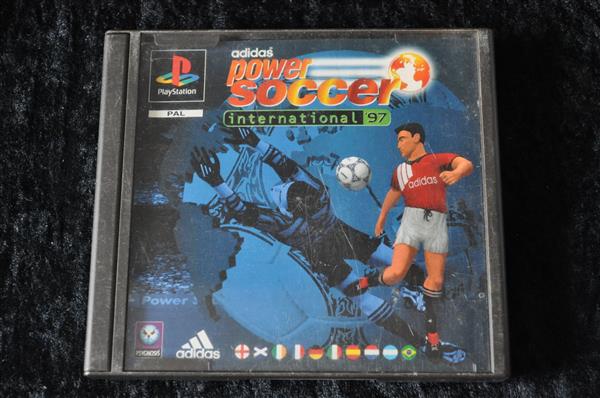 adidas
power
soccer
international '97
PlayStation
PAL
adidas
Power S
PSYGNOSIS
adidas